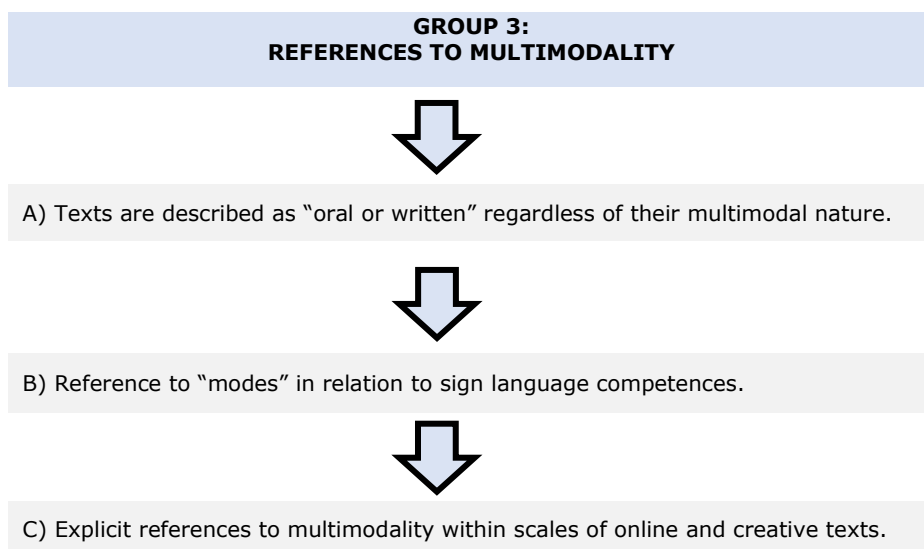 GROUP 3:
REFERENCES TO MULTIMODALITY
A) Texts are described as “oral or written” regardless of their multimodal nature.
B) Reference to “modes” in relation to sign language competences.
C) Explicit references to multimodality within scales of online and creative texts.